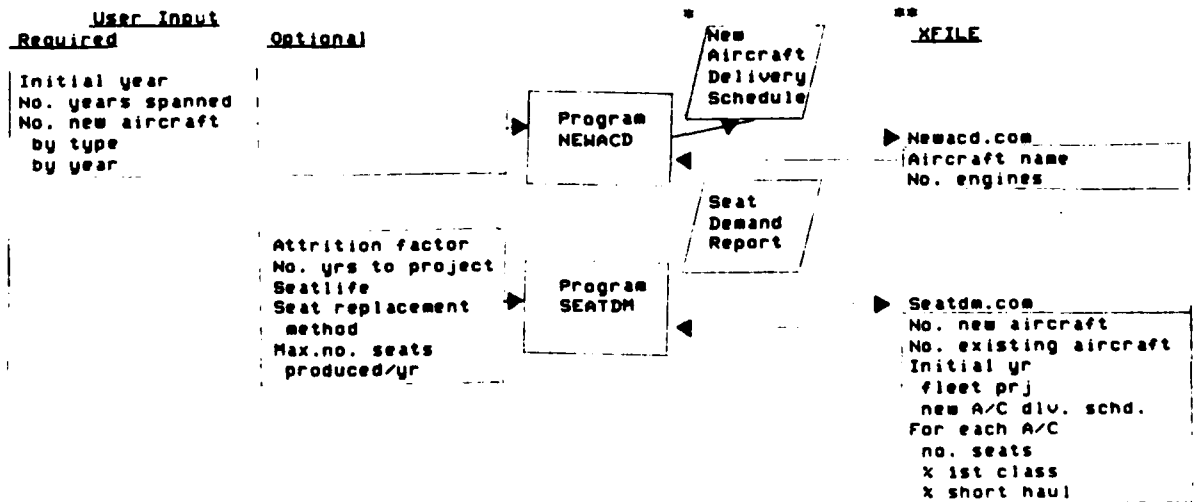 User Input
Required
Optional
*
**
XFILE
Initial year
No. years spanned
No. new aircraft
by type
by year
Program
NEWACD
New
Aircraft
Delivery
Schedule
Newacd.com
Aircraft name
No. engines
Attrition factor
No. yrs to project
Seatlife
Seat replacement
method
Max.no. seats
produced/yr
Program
SEATDM
Seat
Demand
Report
Seatdm.com
No. new aircraft
No. existing aircraft
Initial yr
fleet prj
new A/C dlv. schd.
For each A/C
no. seats
% 1st class
% short haul